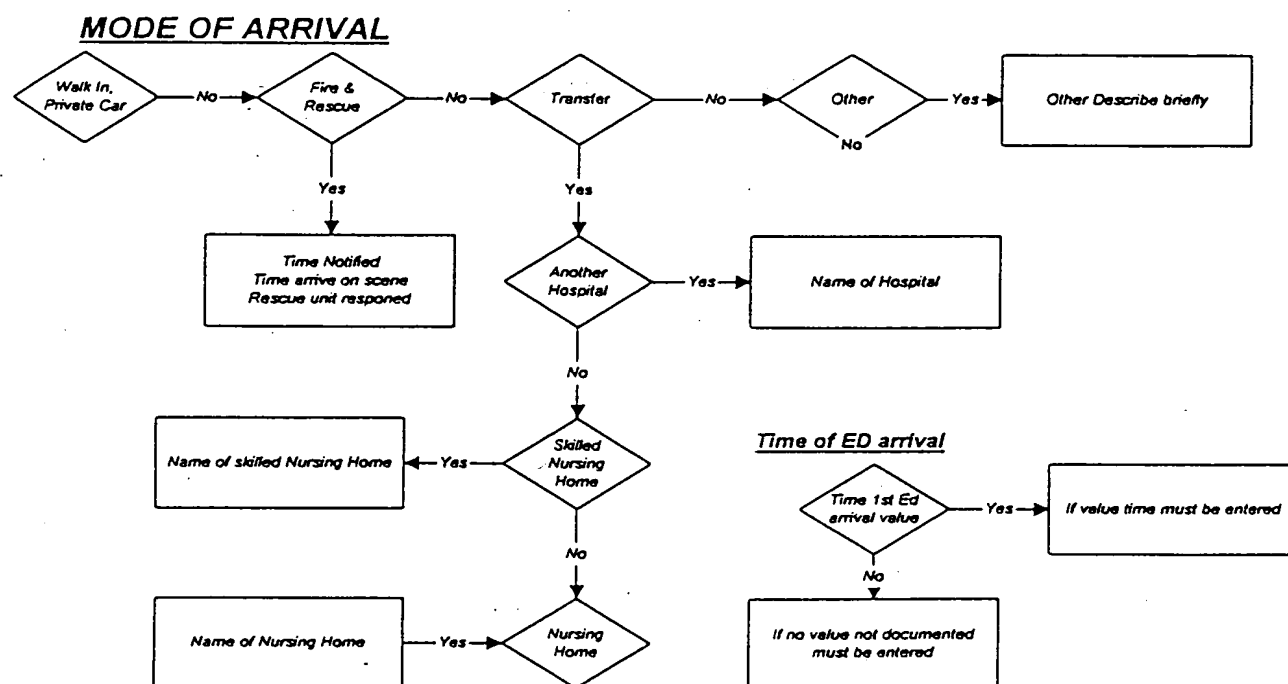 MODE OF ARRIVAL
Walk In,
Private Car
No
Fire &
Rescue
No
Transfer
No
Other
No
Yes
Other Describe briefly
Yes
Time Notified
Time arrive on scene
Rescue unit responed
Yes
Another
Hospital
Yes
Name of Hospital
No
Skilled
Nursing
Home
Yes
Name of skilled Nursing Home
No
Name of Nursing Home
Yes
Nursing
Home
Time of ED arrival
Time 1st Ed
arrival value
Yes
If value time must be entered
No
If no value not documented
must be entered